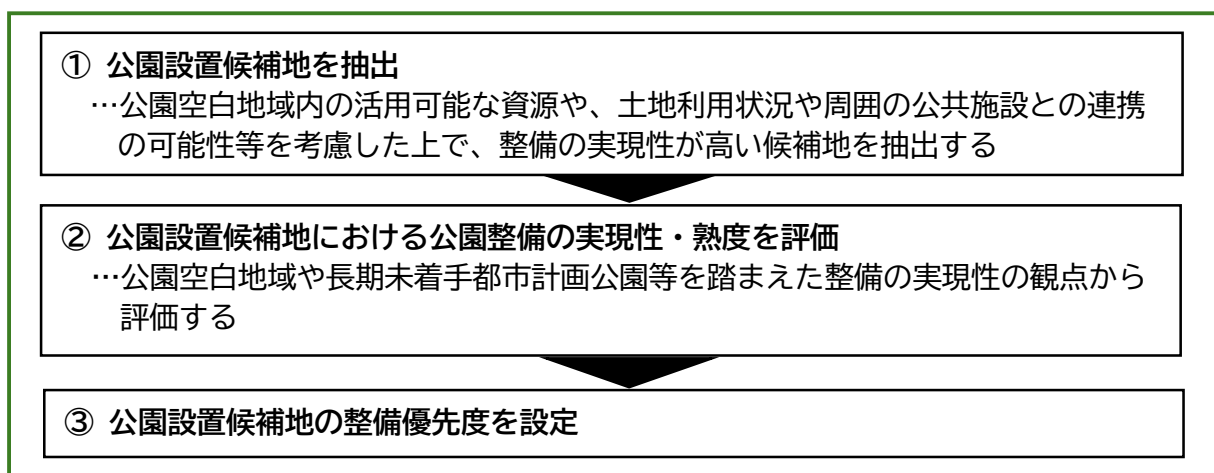 ① 公園設置候補地を抽出
…公園空白地域内の活用可能な資源や、土地利用状況や周囲の公共施設との連携
の可能性等を考慮した上で、整備の実現性が高い候補地を抽出する
② 公園設置候補地における公園整備の実現性・熟度を評価
…公園空白地域や長期未着手都市計画公園等を踏まえた整備の実現性の観点から
評価する
③ 公園設置候補地の整備優先度を設定